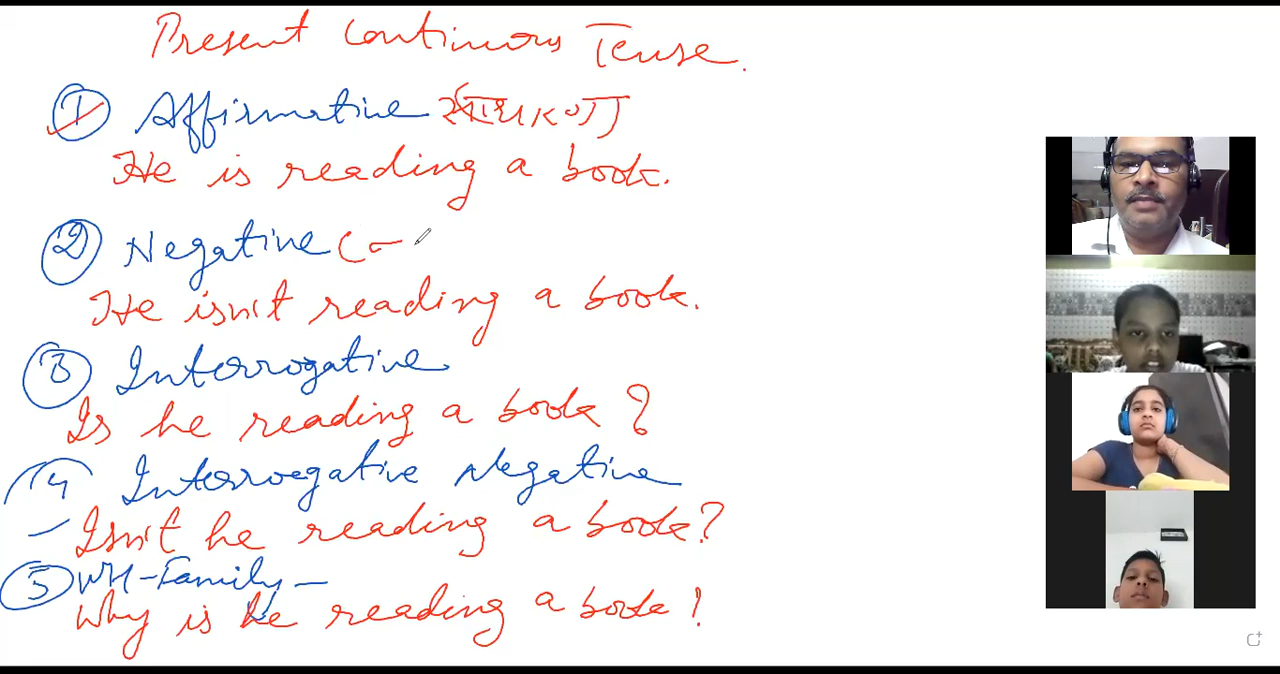 Present Continuous Tense.
1 Affirmative
He is reading a book.
2 Negative (
He isn't reading a book.
3 Interrogative
Is he reading a book?
4 Interroegative Negative
- Isn't he reading a book?
5 WH-Family -
Why is he reading a book?